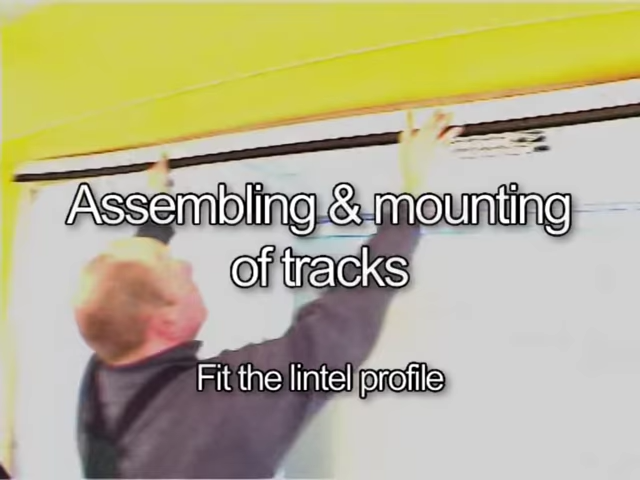 Assembling & mounting
of tracks
Fit the lintel profile